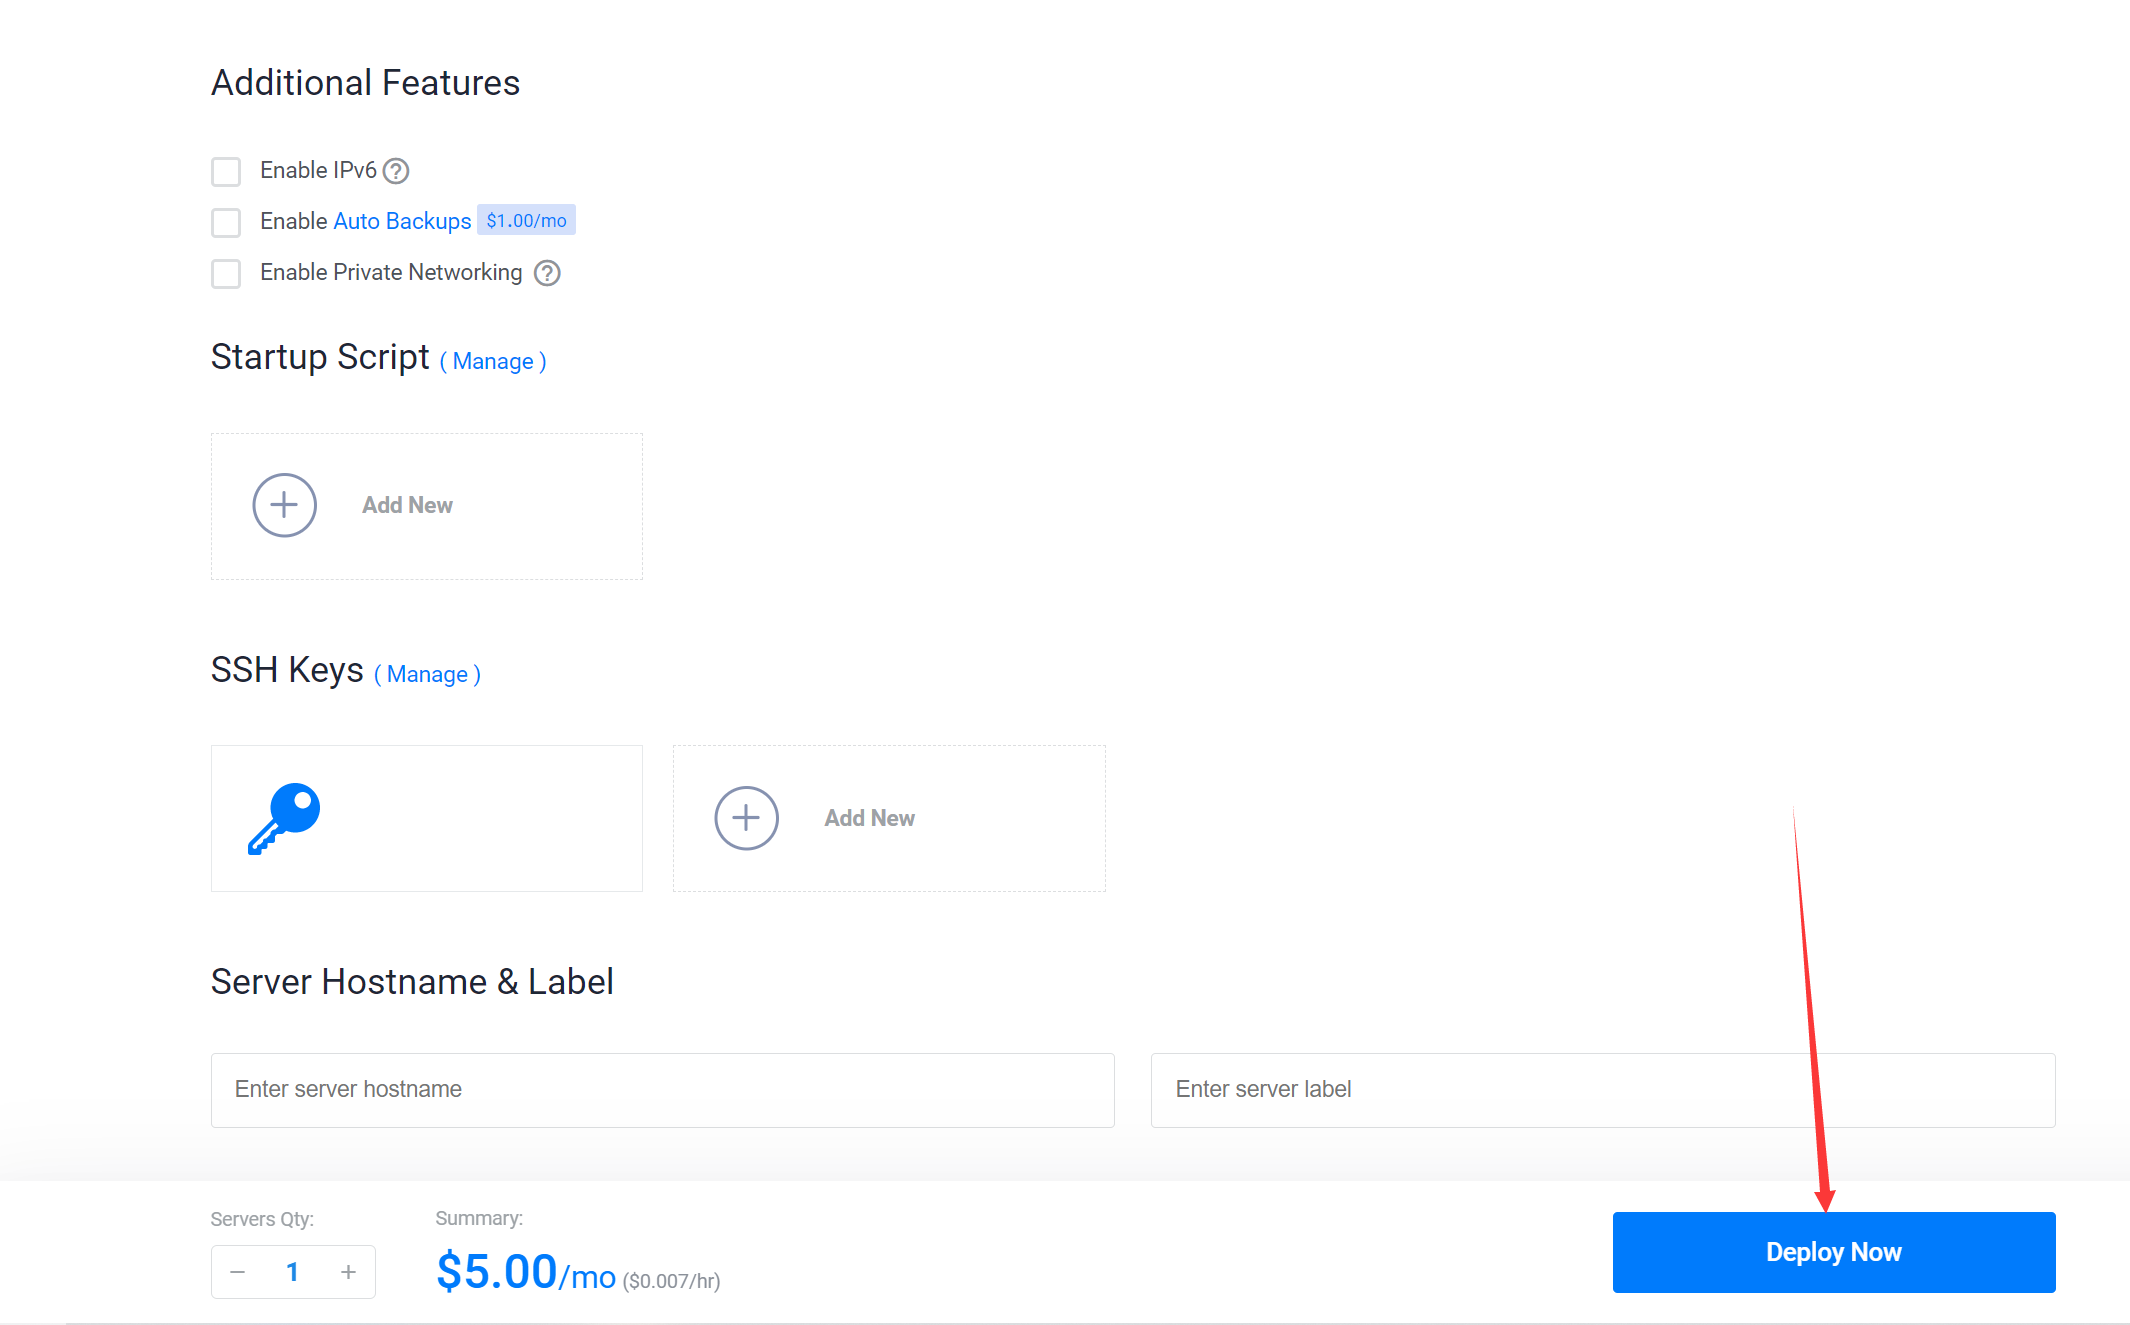 Additional Features
Enable IPv6 ?
Enable Auto Backups $1.00/mo
Enable Private Networking ?
Startup Script ( Manage )
Add New
SSH Keys ( Manage )
Add New
Server Hostname & Label
Enter server hostname
Enter server label
Servers Qty:
Summary:
− 1 +
$5.00/mo ($0.007/hr)
Deploy Now